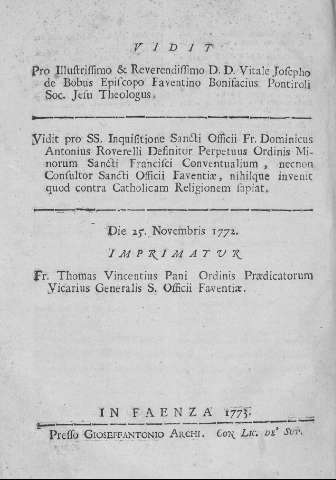 VIDIT
Pro Illustrissimo & Reverendissimo D. D. Vitale Josepho
de Bobus Episcopo Faventino Bonifacius Pontiroli
Soc. Jesu Theologus.
Vidit pro SS. Inquisitione Sancti Officii Fr. Dominicus
Antonius Roverelli Definitor Perpetuus Ordinis Mi-
norum Sancti Francisci Conventualium, necnon
Consultor Sancti Officii Faventiæ, nihilque invenit
quod contra Catholicam Religionem sapiat.
Die 25. Novembris 1772.
IMPRIMATUR
Fr. Thomas Vincentius Pani Ordinis Prædicatorum
Vicarius Generalis S. Officii Faventiæ.
IN FAENZA 1773.
Presso GIOSEFFANTONIO ARCHI. CON LIC. DE' SUP.